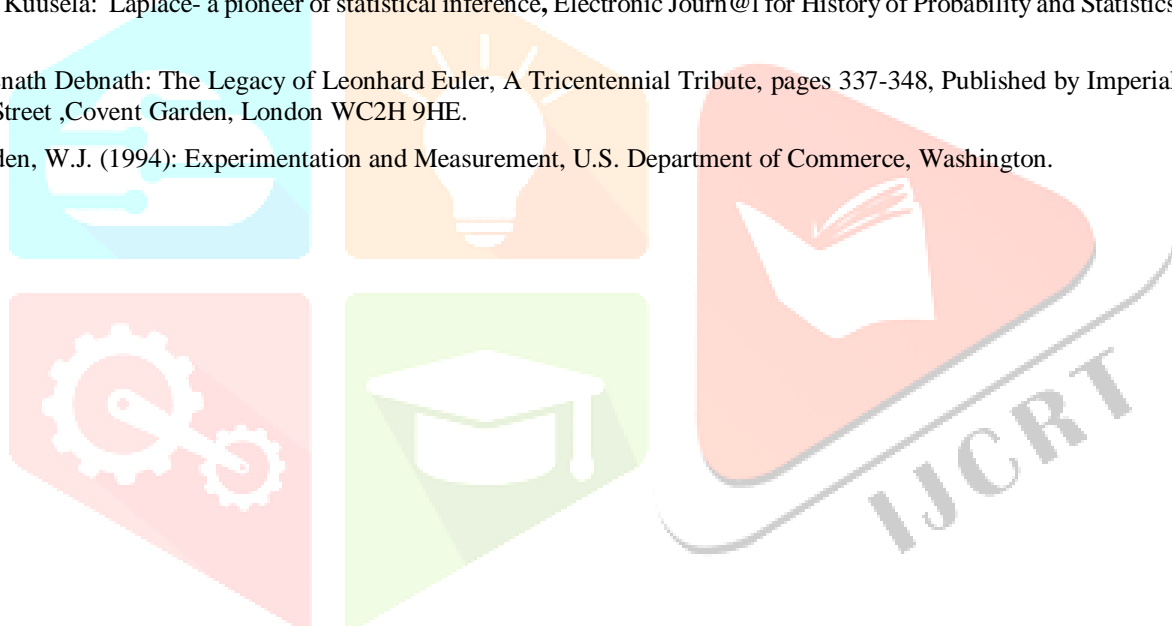 Kuusela: Laplace- a pioneer of statistical inference, Electronic Journ@l for History of Probability and Statistics
nath Debnath: The Legacy of Leonhard Euler, A Tricentennial Tribute, pages 337-348, Published by Imperial
Street ,Covent Garden, London WC2H 9HE.
den, W.J. (1994): Experimentation and Measurement, U.S. Department of Commerce, Washington.
IJCRT